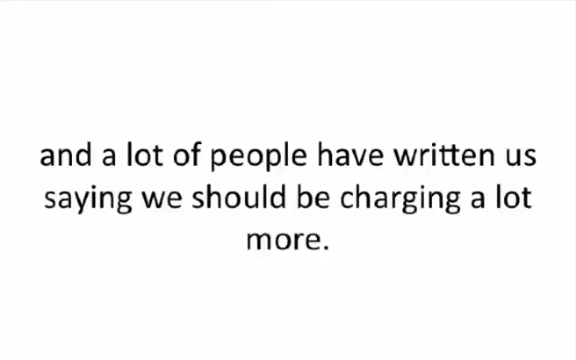 and a lot of people have written us
saying we should be charging a lot
more.